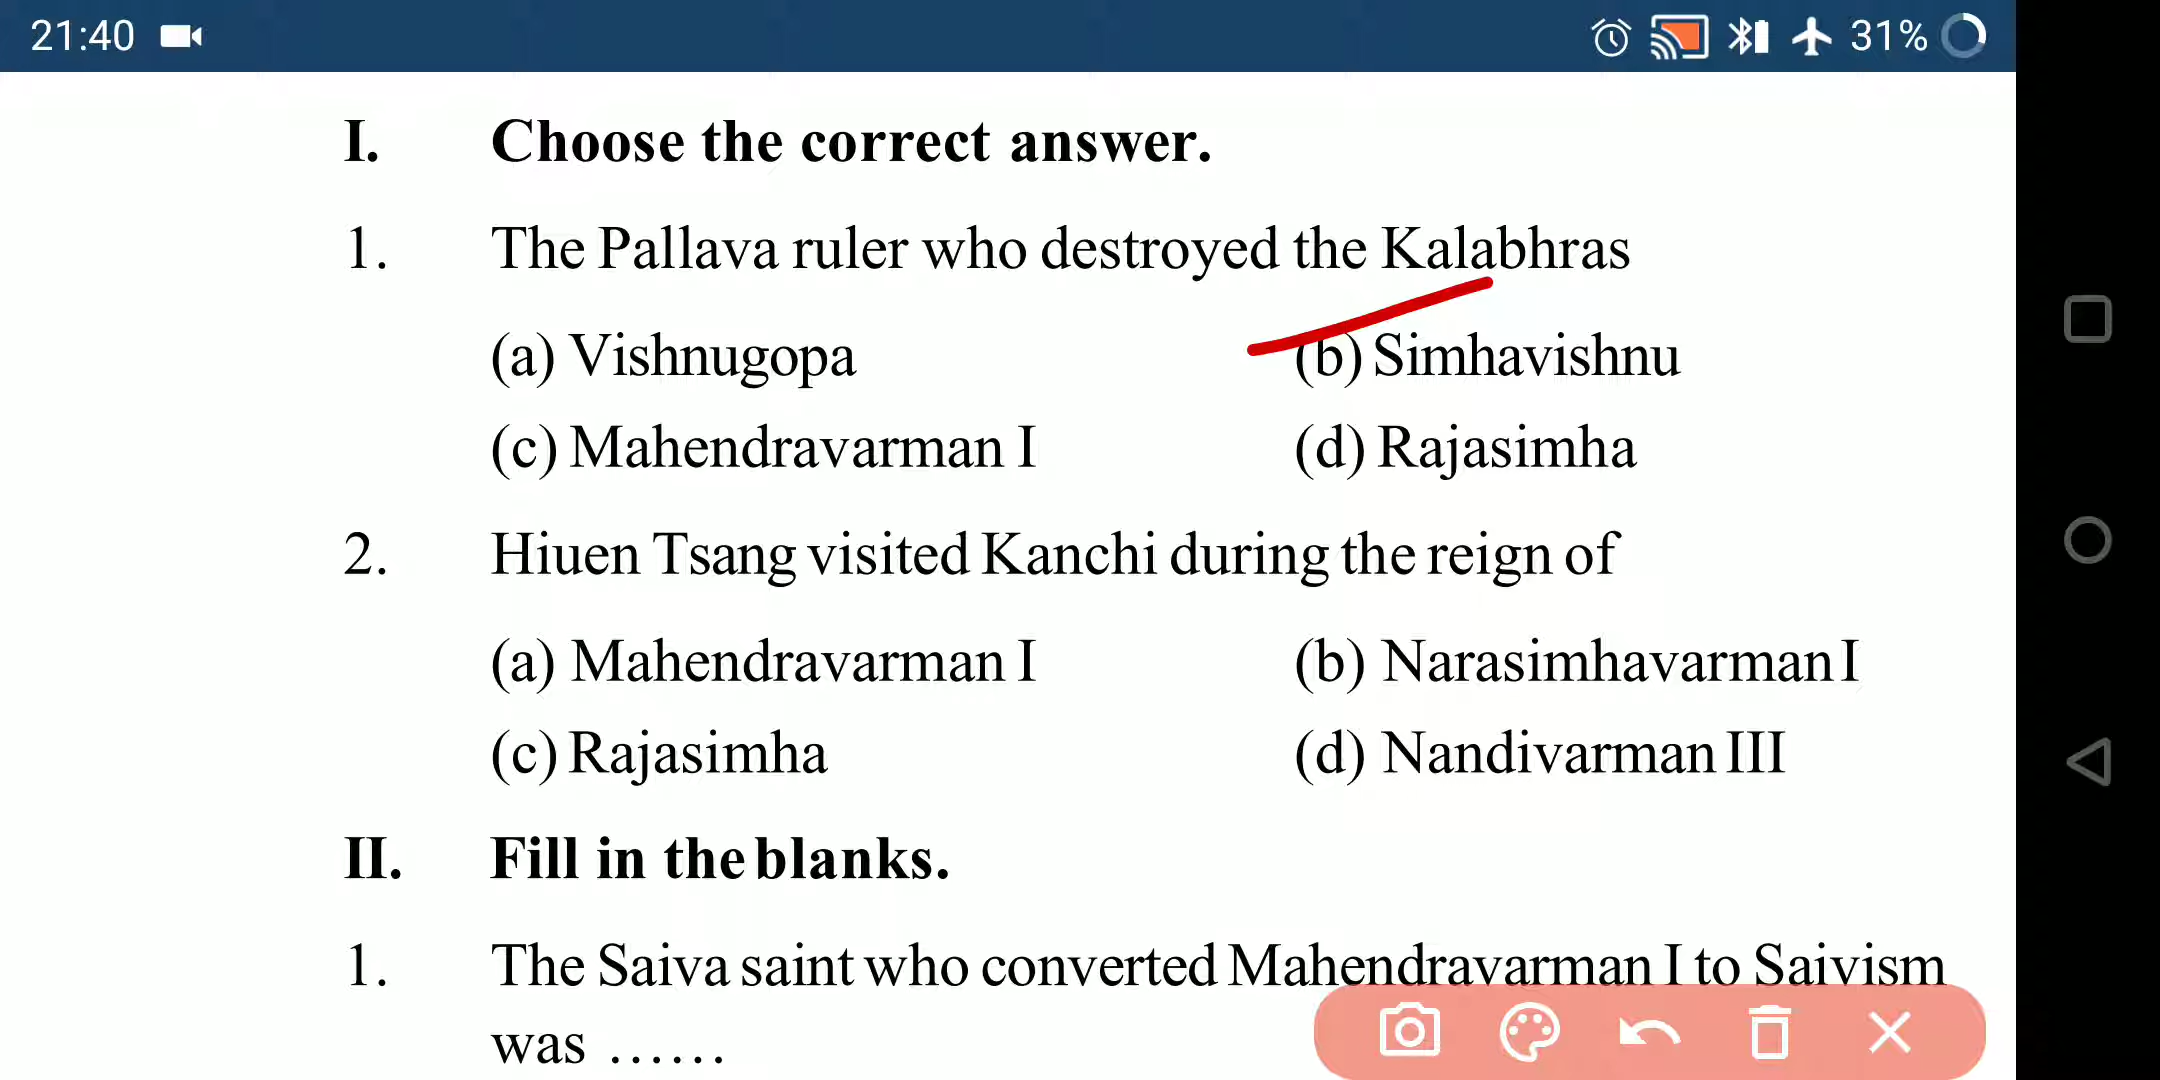 21:40 31%
I. Choose the correct answer.
1. The Pallava ruler who destroyed the Kalabhras
(a) Vishnugopa (b) Simhavishnu
(c) Mahendravarman I (d) Rajasimha
2. Hiuen Tsang visited Kanchi during the reign of
(a) Mahendravarman I (b) Narasimhavarman I
(c) Rajasimha (d) Nandivarman III
II. Fill in the blanks.
1. The Saiva saint who converted Mahendravarman I to Saivism
was ......